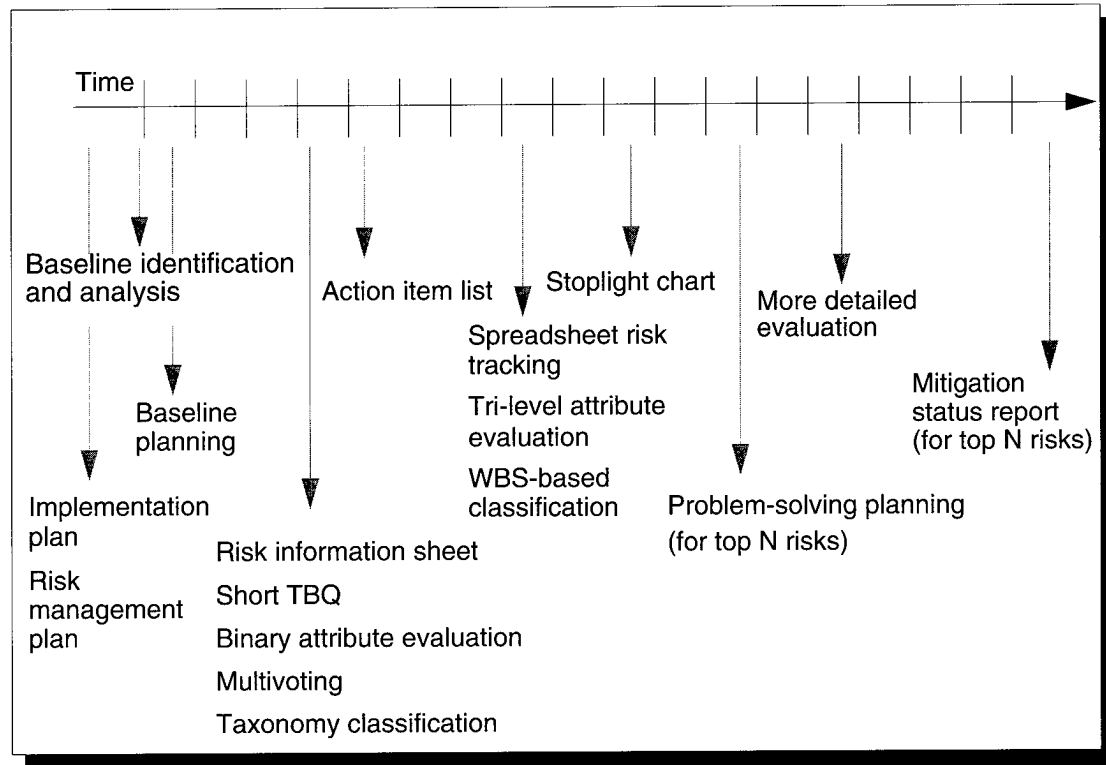 Time
Baseline identification
and analysis
Baseline
planning
Implementation
plan
Risk
management
plan
Risk information sheet
Short TBQ
Binary attribute evaluation
Multivoting
Taxonomy classification
Action item list
Spreadsheet risk
tracking
Tri-level attribute
evaluation
WBS-based
classification
Stoplight chart
Problem-solving planning
(for top N risks)
More detailed
evaluation
Mitigation
status report
(for top N risks)